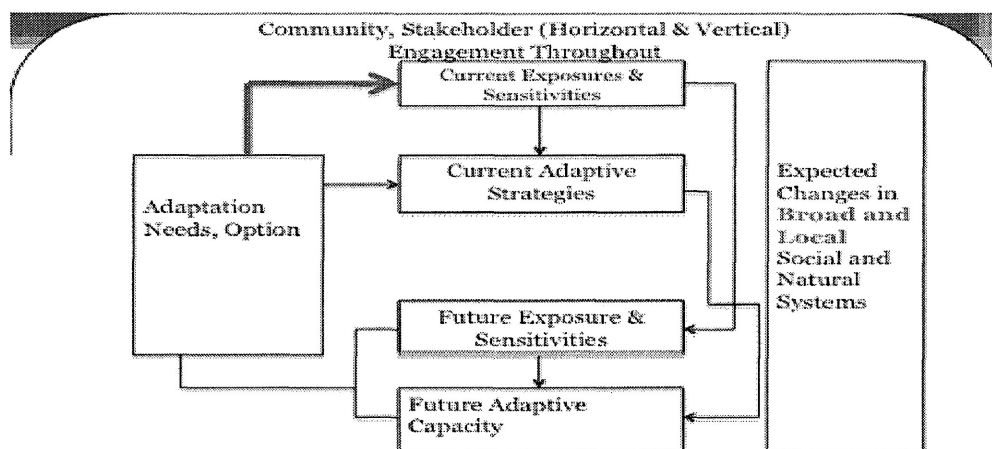 Community, Stakeholder (Horizontal & Vertical)
Engagement Throughout
Current Exposures &
Sensitivities
Current Adaptive
Strategies
Adaptation
Needs, Option
Future Exposure &
Sensitivities
Future Adaptive
Capacity
Expected
Changes in
Broad and
Local
Social and
Natural
Systems